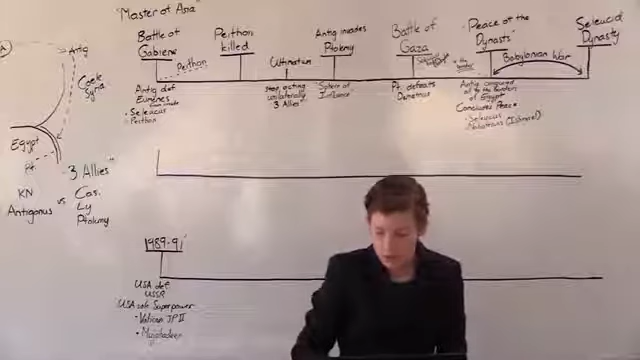 "Master of Asia"
Battle of
Gabiene
Peithon
killed
Peithon
Ultimatum
Antig invades
Ptolemy
Battle of
Gaza
"Peace of the
Dynasts"
Babylonian War
Seleucid
Dynasty
Antig def
Eumenes
• Seleucus
• Peithon
stop acting
unilaterally
3 Allies
"Sphere of
Influence"
Pt. defeats
Demetrius
Antig conquered
all to the Borders
of Egypt
Concludes Peace
• Seleucus
A
Antig
Coele
Syria
Egypt
Pt
"3 Allies"
KN
Antigonus
vs
Cas.
Ly
Ptolemy
1989-91
USA def
USSR
USA sole Superpower
• Vatican JP II
• Mujahadeen